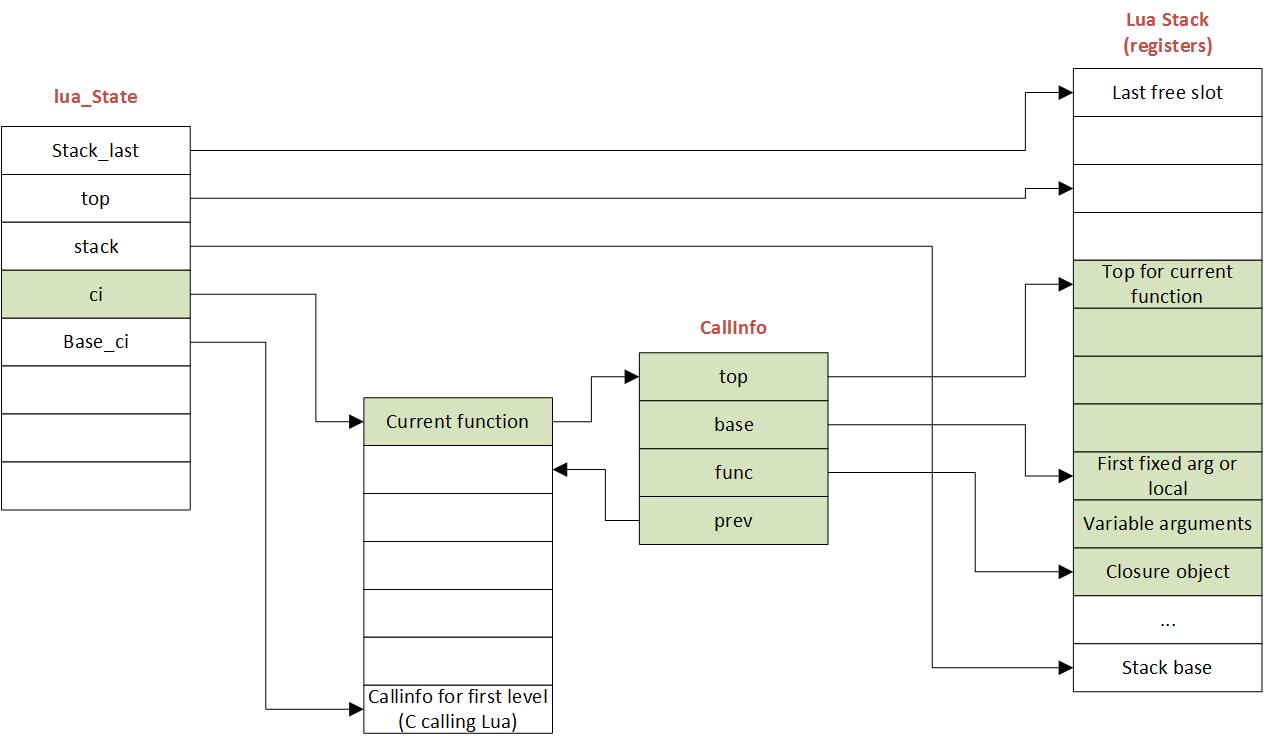 Lua Stack
(registers)
lua_State
Last free slot
Stack_last
top
stack
ci
Base_ci
Top for current
function
CallInfo
top
base
func
prev
Current function
First fixed arg or
local
Variable arguments
Closure object
...
Stack base
Callinfo for first level
(C calling Lua)